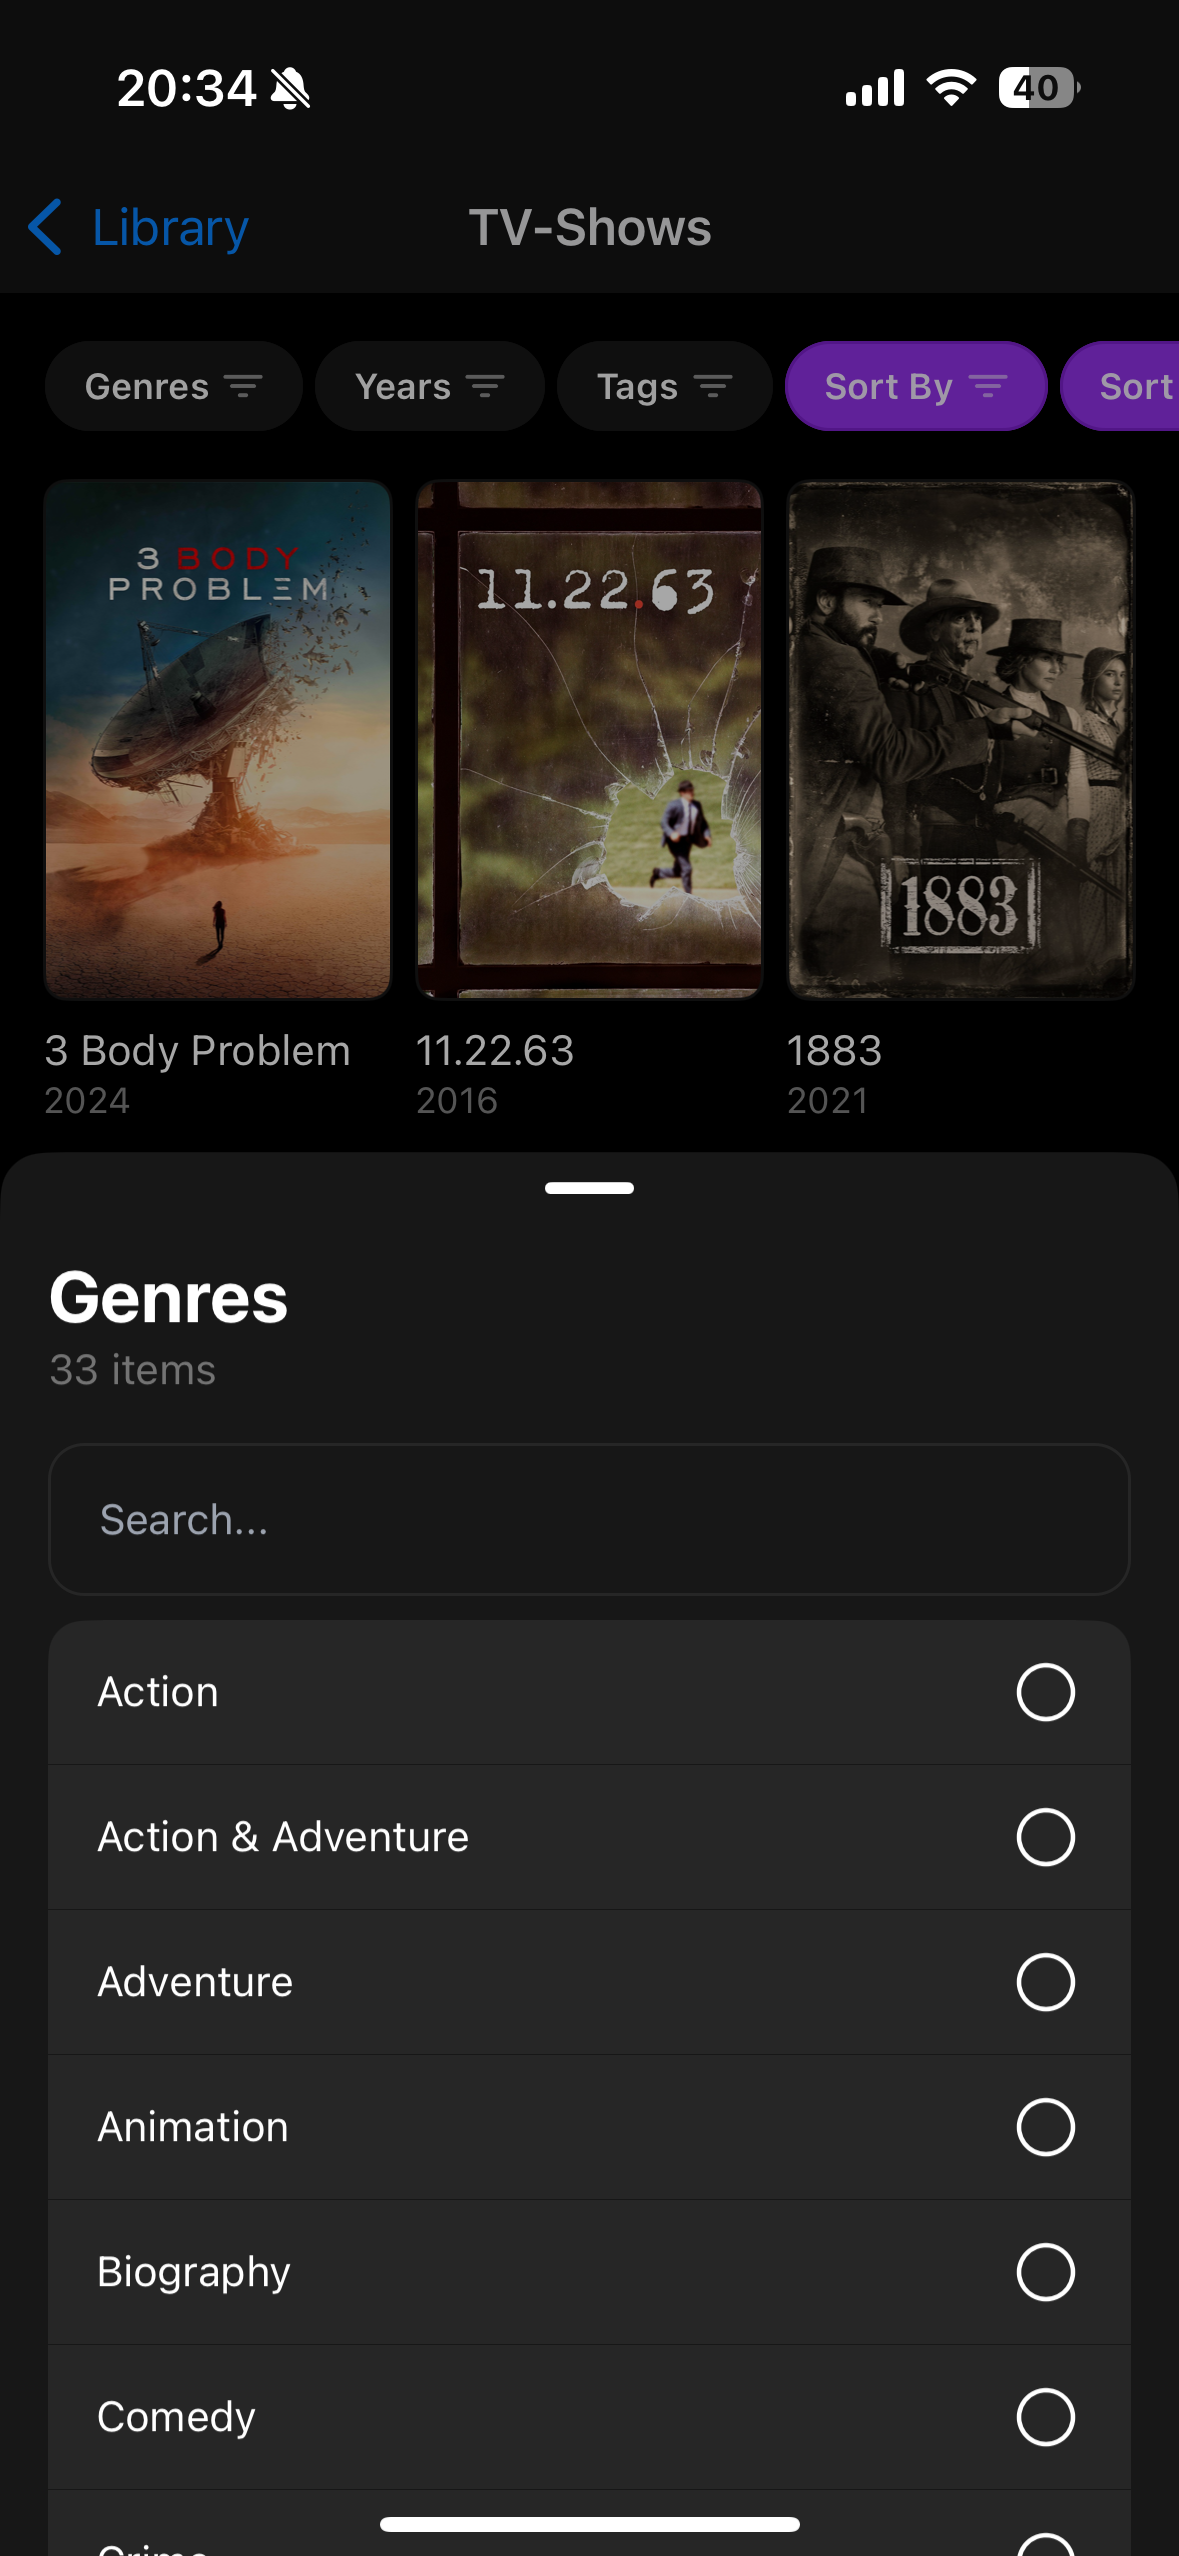 20:34
40
Library
TV-Shows
Genres
Years
Tags
Sort By
Sort
3 BODY
PROBLEM
11.22.63
1883
3 Body Problem
2024
11.22.63
2016
1883
2021
Genres
33 items
Search...
Action
Action & Adventure
Adventure
Animation
Biography
Comedy
Crime